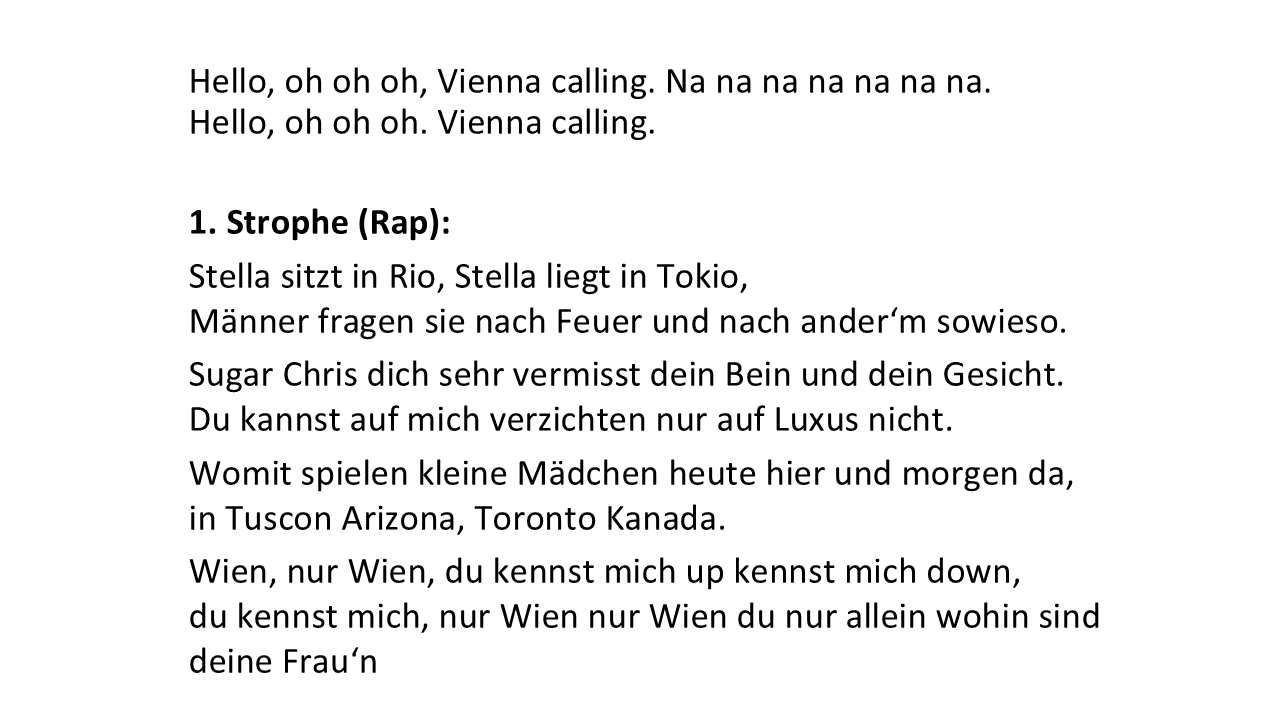 Hello, oh oh oh, Vienna calling. Na na na na na na na.
Hello, oh oh oh. Vienna calling.
1. Strophe (Rap):
Stella sitzt in Rio, Stella liegt in Tokio,
Männer fragen sie nach Feuer und nach ander‘m sowieso.
Sugar Chris dich sehr vermisst dein Bein und dein Gesicht.
Du kannst auf mich verzichten nur auf Luxus nicht.
Womit spielen kleine Mädchen heute hier und morgen da,
in Tuscon Arizona, Toronto Kanada.
Wien, nur Wien, du kennst mich up kennst mich down,
du kennst mich, nur Wien nur Wien du nur allein wohin sind
deine Frau‘n